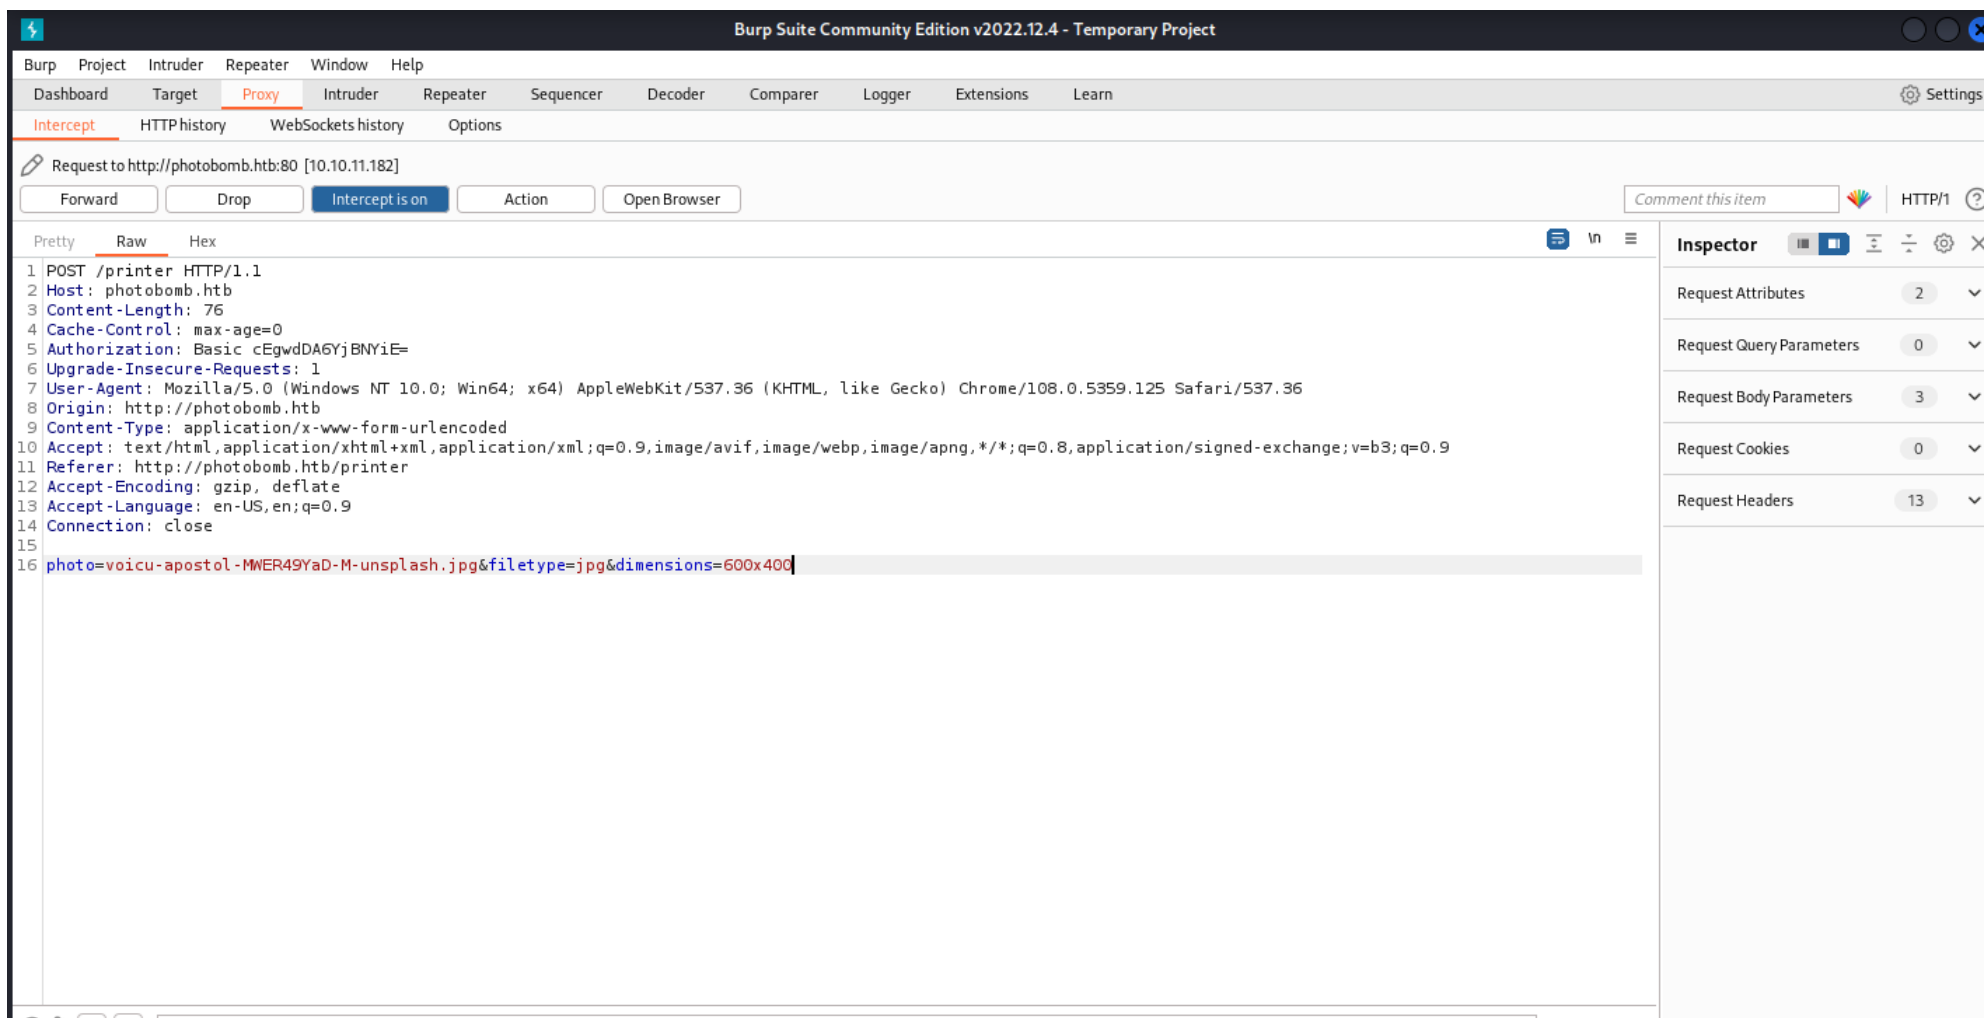 Burp Suite Community Edition v2022.12.4 - Temporary Project
Burp Project Intruder Repeater Window Help
Dashboard Target Proxy Intruder Repeater Sequencer Decoder Comparer Logger Extensions Learn Settings
Intercept HTTP history WebSockets history Options
Request to http://photobomb.htb:80 [10.10.11.182]
Forward Drop Intercept is on Action Open Browser Comment this item HTTP/1 ?
Pretty Raw Hex \n Inspector
1 POST /printer HTTP/1.1
2 Host: photobomb.htb
3 Content-Length: 76
4 Cache-Control: max-age=0
5 Authorization: Basic cEgwdDA6YjBNYiE=
6 Upgrade-Insecure-Requests: 1
7 User-Agent: Mozilla/5.0 (Windows NT 10.0; Win64; x64) AppleWebKit/537.36 (KHTML, like Gecko) Chrome/108.0.5359.125 Safari/537.36
8 Origin: http://photobomb.htb
9 Content-Type: application/x-www-form-urlencoded
10 Accept: text/html,application/xhtml+xml,application/xml;q=0.9,image/avif,image/webp,image/apng,*/*;q=0.8,application/signed-exchange;v=b3;q=0.9
11 Referer: http://photobomb.htb/printer
12 Accept-Encoding: gzip, deflate
13 Accept-Language: en-US,en;q=0.9
14 Connection: close
15
16 photo=voicu-apostol-MWER49YaD-M-unsplash.jpg&filetype=jpg&dimensions=600x400
Request Attributes 2
Request Query Parameters 0
Request Body Parameters 3
Request Cookies 0
Request Headers 13